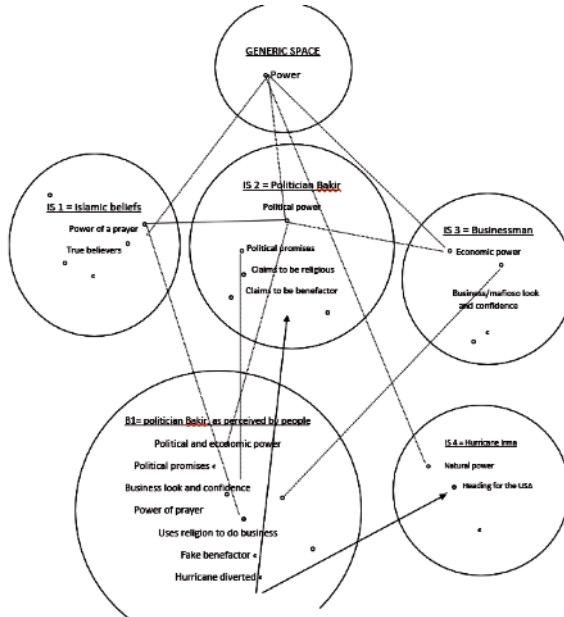 GENERIC SPACE
Power
IS 1 = Islamic beliefs
Power of a prayer
True believers
IS 2 = Politician Bakir
Political power
Political promises
Claims to be religious
Claims to be benefactor
IS 3 = Businessman
Economic power
Business/mafioso look
and confidence
B1= politician Bakir, as perceived by people
Political and economic power
Political promises
Business look and confidence
Power of prayer
Uses religion to do business
Fake benefactor
Hurricane diverted
IS 4 = Hurricane Irma
Natural power
Heading for the USA